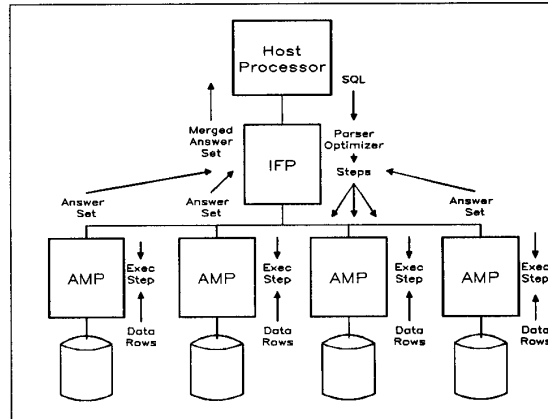 Host
Processor
SQL
Merged
Answer
Set
IFP
Parser
Optimizer
Steps
Answer
Set
Answer
Set
Answer
Set
AMP
Exec
Step
Data
Rows
AMP
Exec
Step
Data
Rows
AMP
Exec
Step
Data
Rows
AMP
Exec
Step
Data
Rows